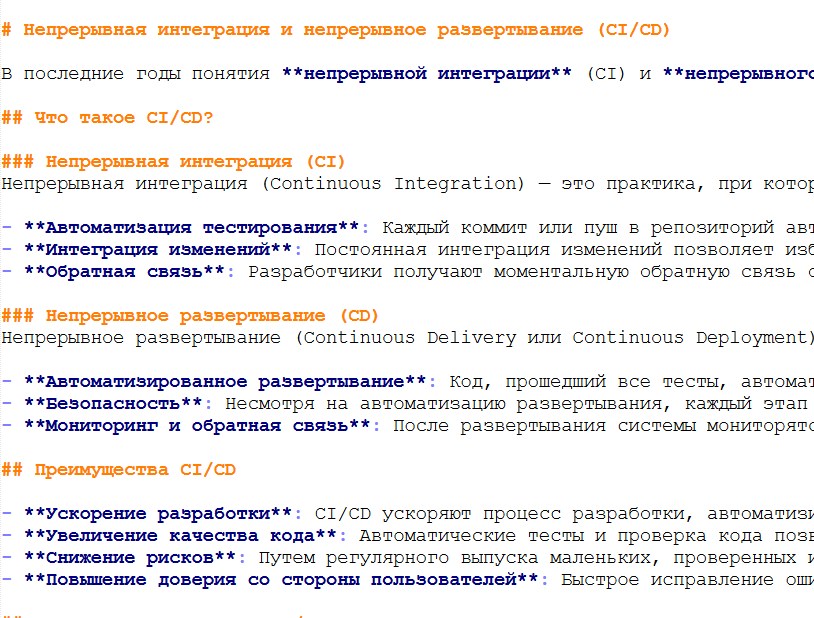 # Непрерывная интеграция и непрерывное развертывание (CI/CD)
В последние годы понятия **непрерывной интеграции** (CI) и **непрерывного
## Что такое CI/CD?
### Непрерывная интеграция (CI)
Непрерывная интеграция (Continuous Integration) — это практика, при котор
- **Автоматизация тестирования**: Каждый коммит или пуш в репозиторий авт
- **Интеграция изменений**: Постоянная интеграция изменений позволяет изб
- **Обратная связь**: Разработчики получают моментальную обратную связь о
### Непрерывное развертывание (CD)
Непрерывное развертывание (Continuous Delivery или Continuous Deployment)
- **Автоматизированное развертывание**: Код, прошедший все тесты, автомат
- **Безопасность**: Несмотря на автоматизацию развертывания, каждый этап
- **Мониторинг и обратная связь**: После развертывания системы мониторятс
## Преимущества CI/CD
- **Ускорение разработки**: CI/CD ускоряют процесс разработки, автоматизи
- **Увеличение качества кода**: Автоматические тесты и проверка кода позв
- **Снижение рисков**: Путем регулярного выпуска маленьких, проверенных и
- **Повышение доверия со стороны пользователей**: Быстрое исправление оши